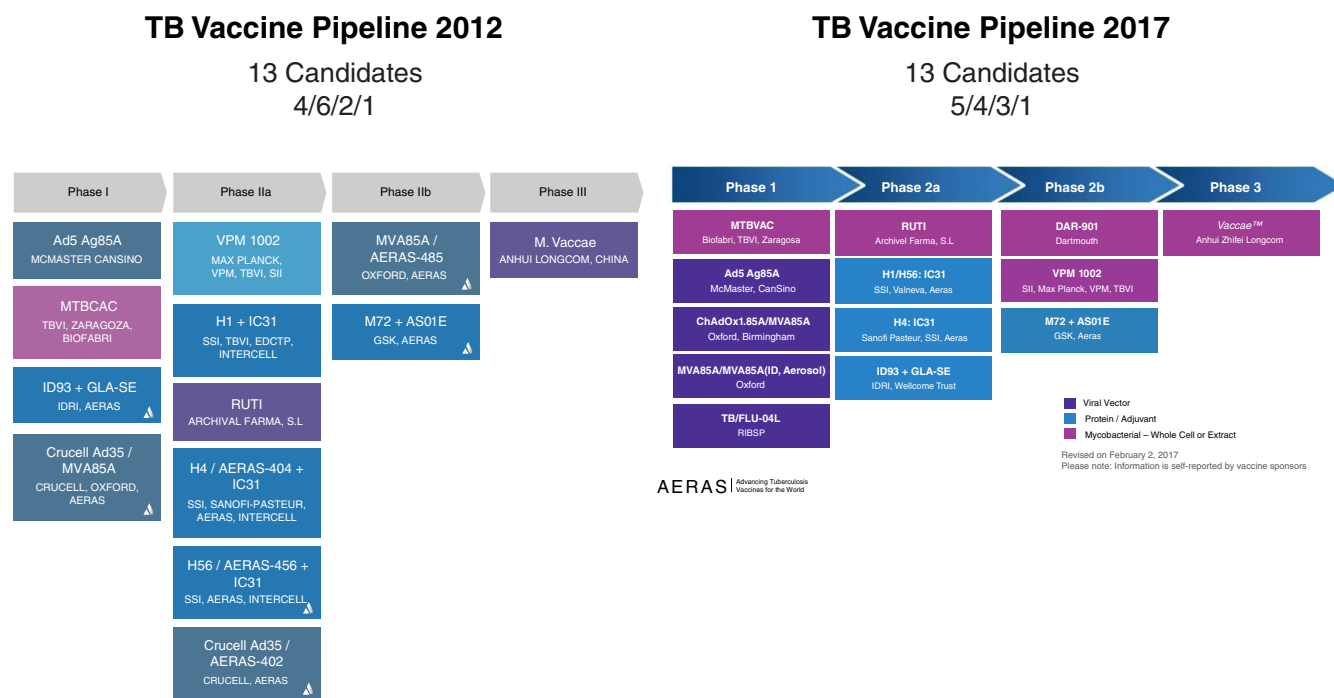 TB Vaccine Pipeline 2012
13 Candidates
4/6/2/1
Phase I
Phase IIa
Phase IIb
Phase III
Ad5 Ag85A
MCMASTER CANSINO
MTBCAC
TBVI, ZARAGOZA,
BIOFABRI
ID93 + GLA-SE
IDRI, AERAS
Crucell Ad35 /
MVA85A
CRUCELL, OXFORD,
AERAS
VPM 1002
MAX PLANCK,
VPM, TBVI, SII
H1 + IC31
SSI, TBVI, EDCTP,
INTERCELL
RUTI
ARCHIVAL FARMA, S.L
H4 / AERAS-404 +
IC31
SSI, SANOFI-PASTEUR,
AERAS, INTERCELL
H56 / AERAS-456 +
IC31
SSI, AERAS, INTERCELL
Crucell Ad35 /
AERAS-402
CRUCELL, AERAS
MVA85A /
AERAS-485
OXFORD, AERAS
M72 + AS01E
GSK, AERAS
M. Vaccae
ANHUI LONGCOM, CHINA
TB Vaccine Pipeline 2017
13 Candidates
5/4/3/1
Phase 1
Phase 2a
Phase 2b
Phase 3
MTBVAC
Biofabri, TBVI, Zaragosa
Ad5 Ag85A
McMaster, CanSino
ChAdOx1.85A/MVA85A
Oxford, Birmingham
MVA85A/MVA85A(ID, Aerosol)
Oxford
TB/FLU-04L
RIBSP
RUTI
Archivel Farma, S.L
H1/H56: IC31
SSI, Valneva, Aeras
H4: IC31
Sanofi Pasteur, SSI, Aeras
ID93 + GLA-SE
IDRI, Wellcome Trust
DAR-901
Dartmouth
VPM 1002
SII, Max Planck, VPM, TBVI
M72 + AS01E
GSK, Aeras
Vaccae™
Anhui Zhifei Longcom
Viral Vector
Protein / Adjuvant
Mycobacterial – Whole Cell or Extract
Revised on February 2, 2017
Please note: Information is self-reported by vaccine sponsors
AERAS
Advancing Tuberculosis
Vaccines for the World